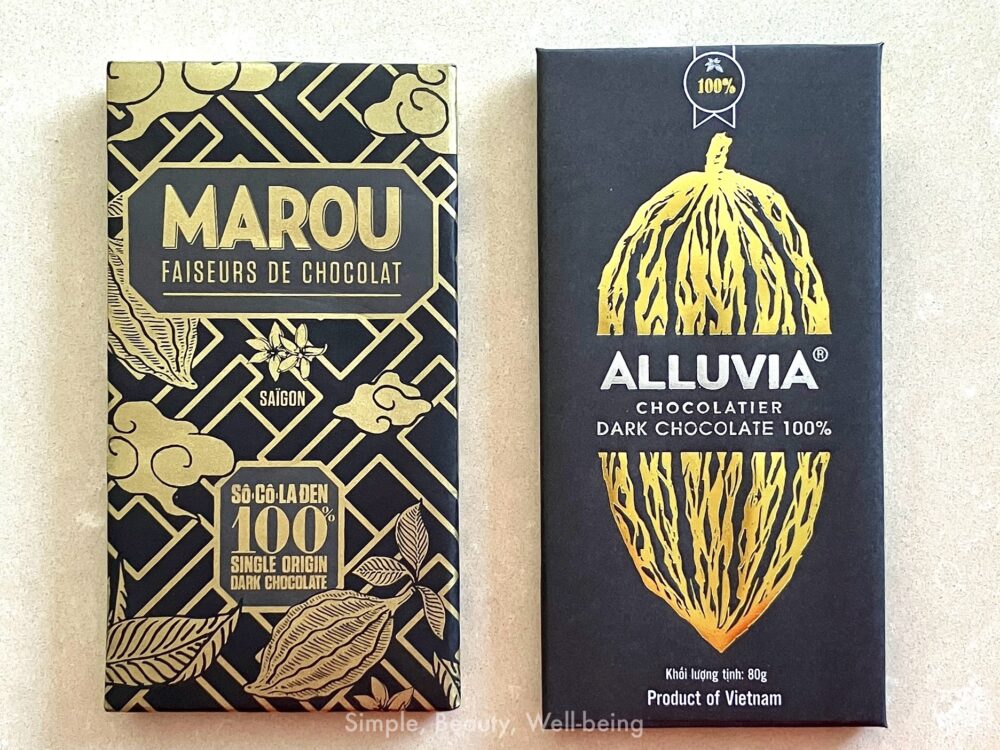 MAROU
FAISEURS DE CHOCOLAT
SAÏGON
SÔ·CÔ·LA ĐEN
100%
SINGLE ORIGIN
DARK CHOCOLATE
100%
ALLUVIA®
CHOCOLATIER
DARK CHOCOLATE 100%
Khối lượng tịnh: 80g
Product of Vietnam
Simple, Beauty, Well-being